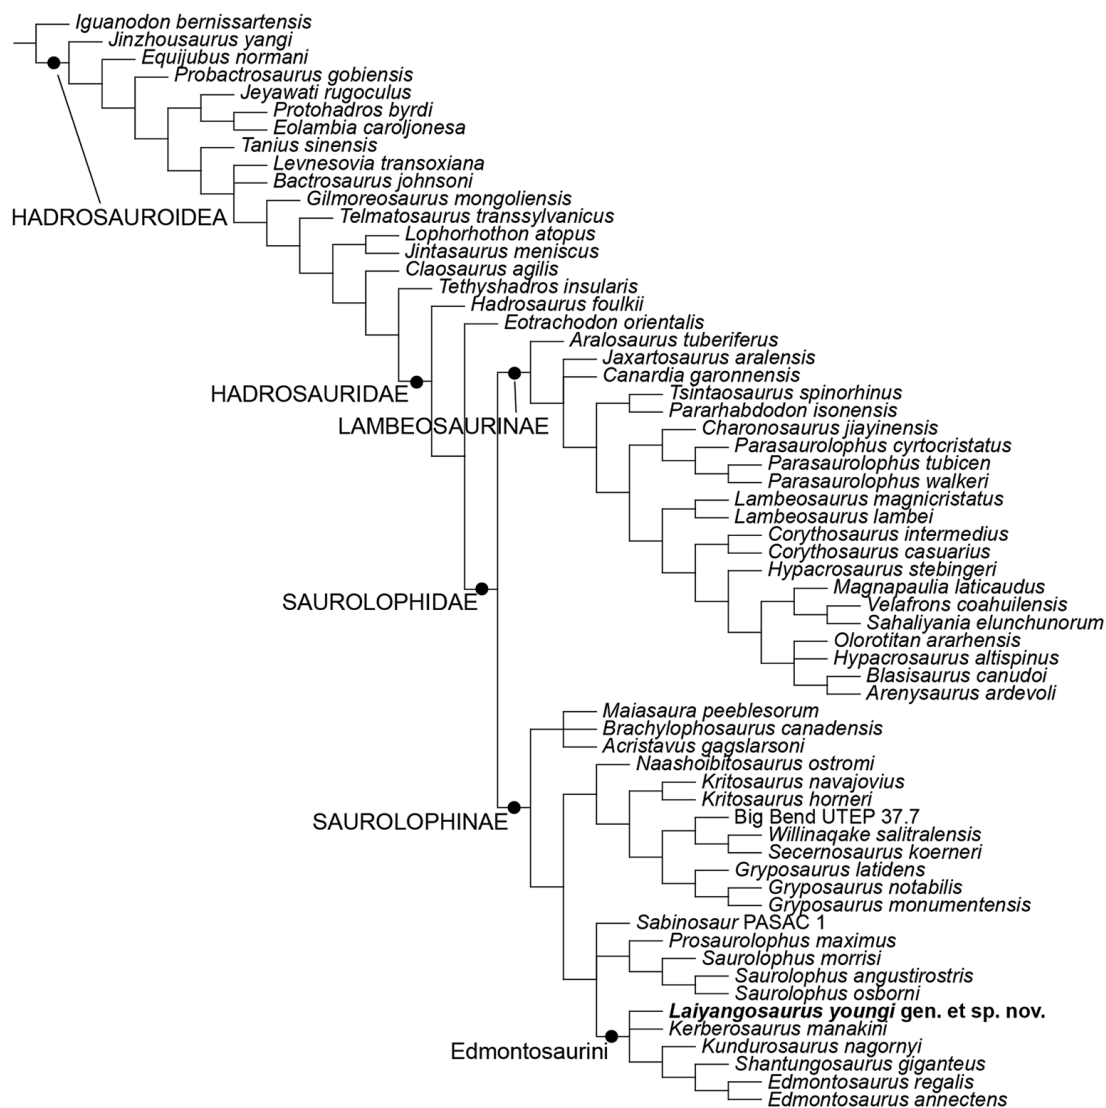 Iguanodon bernissartensis
Jinzhousaurus yangi
Equijubus normani
Probactrosaurus gobiensis
Jeyawati rugoculus
Protohadros byrdi
Eolambia caroljonesa
Tanius sinensis
Levnesovia transoxiana
Bactrosaurus johnsoni
Gilmoreosaurus mongoliensis
HADROSAUROIDEA
Telmatosaurus transsylvanicus
Lophorhothon atopus
Jintasaurus meniscus
Claosaurus agilis
Tethyshadros insularis
Hadrosaurus foulkii
Eotrachodon orientalis
Aralosaurus tuberiferus
Jaxartosaurus aralensis
Canardia garonnensis
HADROSAURIDAE
Tsintaosaurus spinorhinus
Pararhabdodon isonensis
LAMBEOSAURINAE
Charonosaurus jiayinensis
Parasaurolophus cyrtocristatus
Parasaurolophus tubicen
Parasaurolophus walkeri
Lambeosaurus magnicristatus
Lambeosaurus lambei
Corythosaurus intermedius
Corythosaurus casuarius
Hypacrosaurus stebingeri
Magnapaulia laticaudus
SAUROLOPHIDAE
Velafrons coahuilensis
Sahaliyania elunchunorum
Olorotitan ararhensis
Hypacrosaurus altispinus
Blasisaurus canudoi
Arenysaurus ardevoli
Maiasaura peeblesorum
Brachylophosaurus canadensis
Acristavus gagslarsoni
Naashoibitosaurus ostromi
Kritosaurus navajovius
Kritosaurus horneri
SAUROLOPHINAE
Big Bend UTEP 37.7
Willinaqake salitralensis
Secernosaurus koerneri
Gryposaurus latidens
Gryposaurus notabilis
Gryposaurus monumentensis
Sabinosaur PASAC 1
Prosaurolophus maximus
Saurolophus morrisi
Saurolophus angustirostris
Saurolophus osborni
Laiyangosaurus youngi gen. et sp. nov.
Kerberosaurus manakini
Edmontosaurini
Kundurosaurus nagornyi
Shantungosaurus giganteus
Edmontosaurus regalis
Edmontosaurus annectens